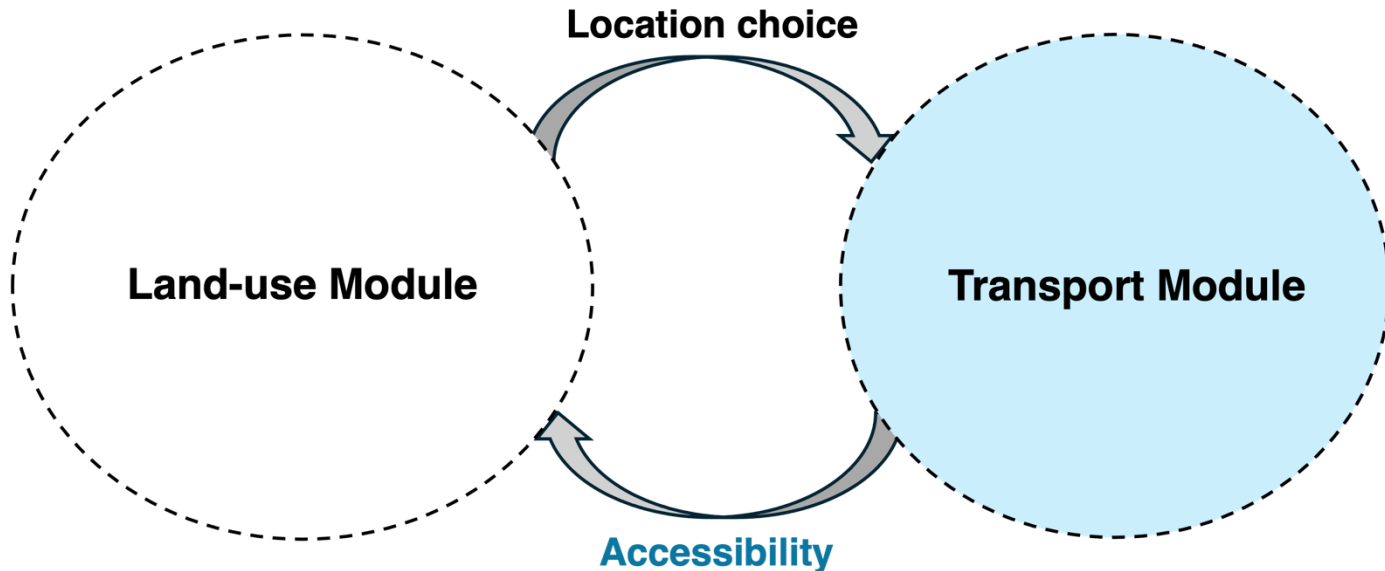 Location choice
Land-use Module
Transport Module
Accessibility